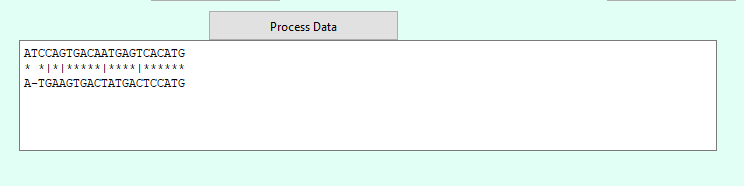 Process Data
ATCCAGTGACAATGAGTCACATG
* *|*|*****|****|******
A-TGAAGTGACTATGACTCCATG